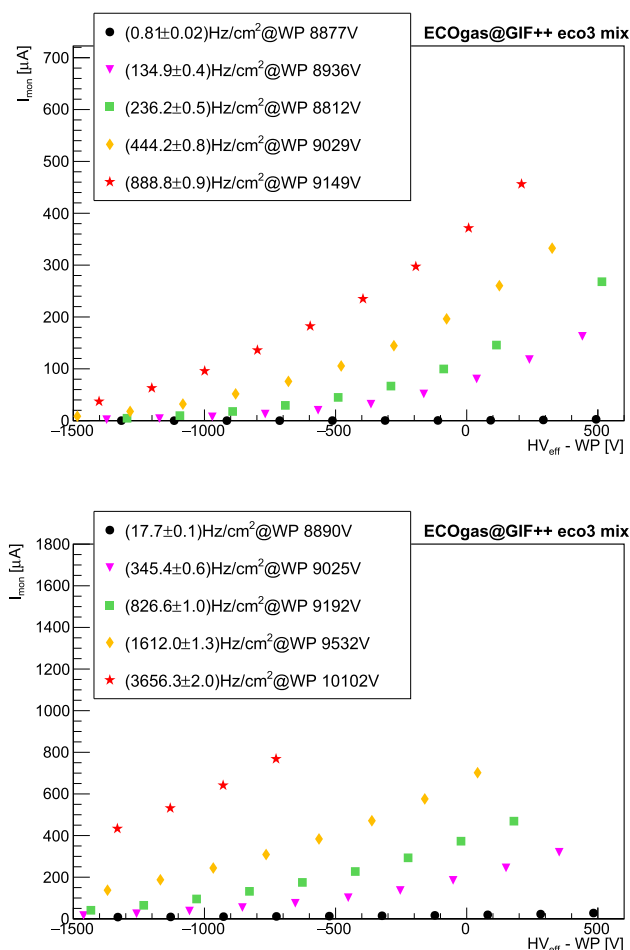 ECOgas@GIF++ eco3 mix
(0.81±0.02)Hz/cm²@WP 8877V
(134.9±0.4)Hz/cm²@WP 8936V
(236.2±0.5)Hz/cm²@WP 8812V
(444.2±0.8)Hz/cm²@WP 9029V
(888.8±0.9)Hz/cm²@WP 9149V
I_mon [μA]
700
600
500
400
300
200
100
0
−1500 −1000 −500 0 500
HV_eff - WP [V]
ECOgas@GIF++ eco3 mix
(17.7±0.1)Hz/cm²@WP 8890V
(345.4±0.6)Hz/cm²@WP 9025V
(826.6±1.0)Hz/cm²@WP 9192V
(1612.0±1.3)Hz/cm²@WP 9532V
(3656.3±2.0)Hz/cm²@WP 10102V
I_mon [μA]
1800
1600
1400
1200
1000
800
600
400
200
0
−1500 −1000 −500 0 500
HV_eff - WP [V]